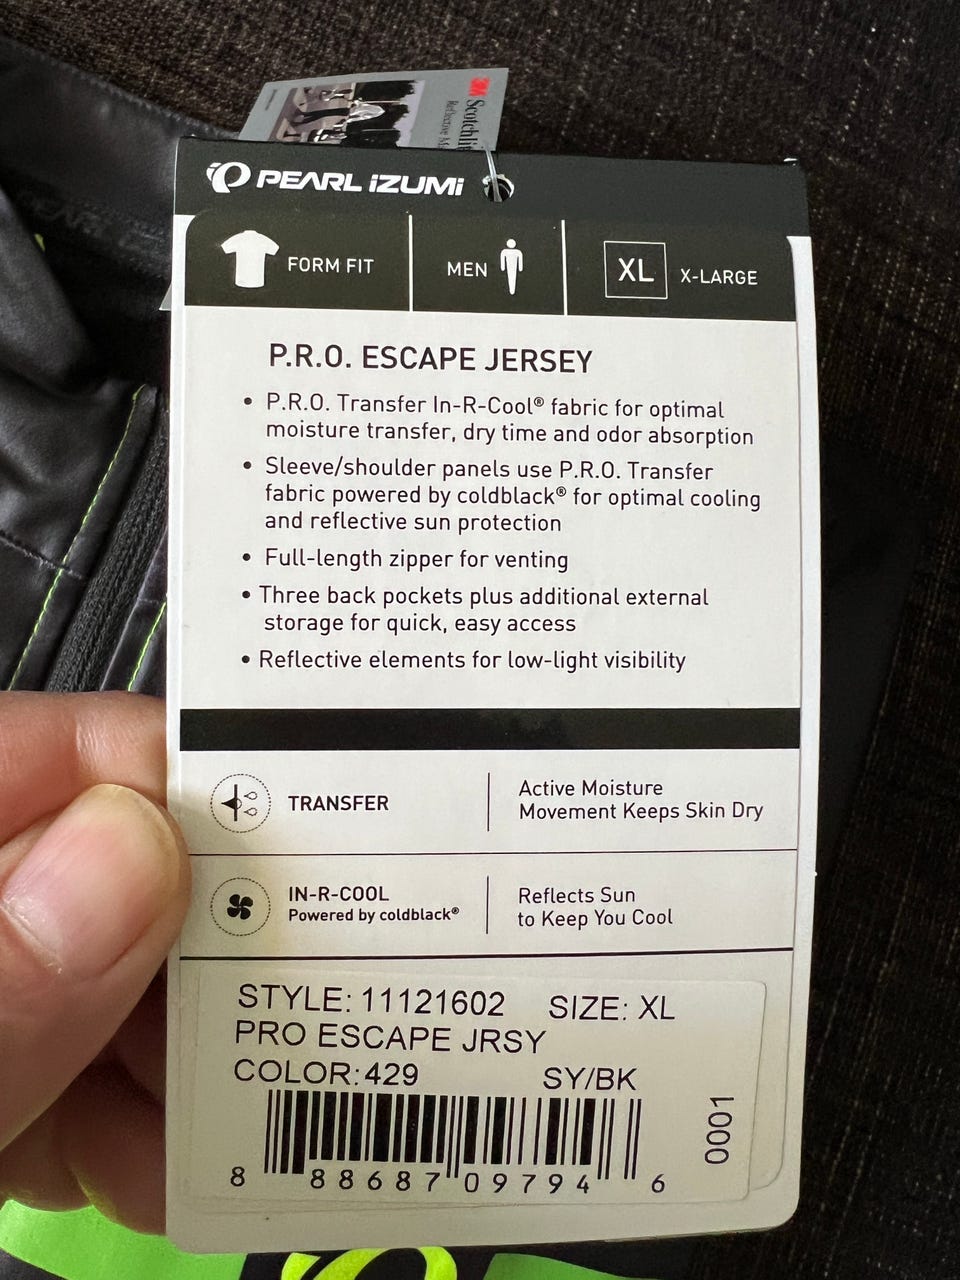 3M Scotchli
Reflective M
PEARL iZUMi
FORM FIT
MEN
XL X-LARGE
P.R.O. ESCAPE JERSEY
• P.R.O. Transfer In-R-Cool® fabric for optimal
moisture transfer, dry time and odor absorption
• Sleeve/shoulder panels use P.R.O. Transfer
fabric powered by coldblack® for optimal cooling
and reflective sun protection
• Full-length zipper for venting
• Three back pockets plus additional external
storage for quick, easy access
• Reflective elements for low-light visibility
TRANSFER
Active Moisture
Movement Keeps Skin Dry
IN-R-COOL
Powered by coldblack®
Reflects Sun
to Keep You Cool
STYLE: 11121602 SIZE: XL
PRO ESCAPE JRSY
COLOR: 429 SY/BK
0001
8 88687 09794 6